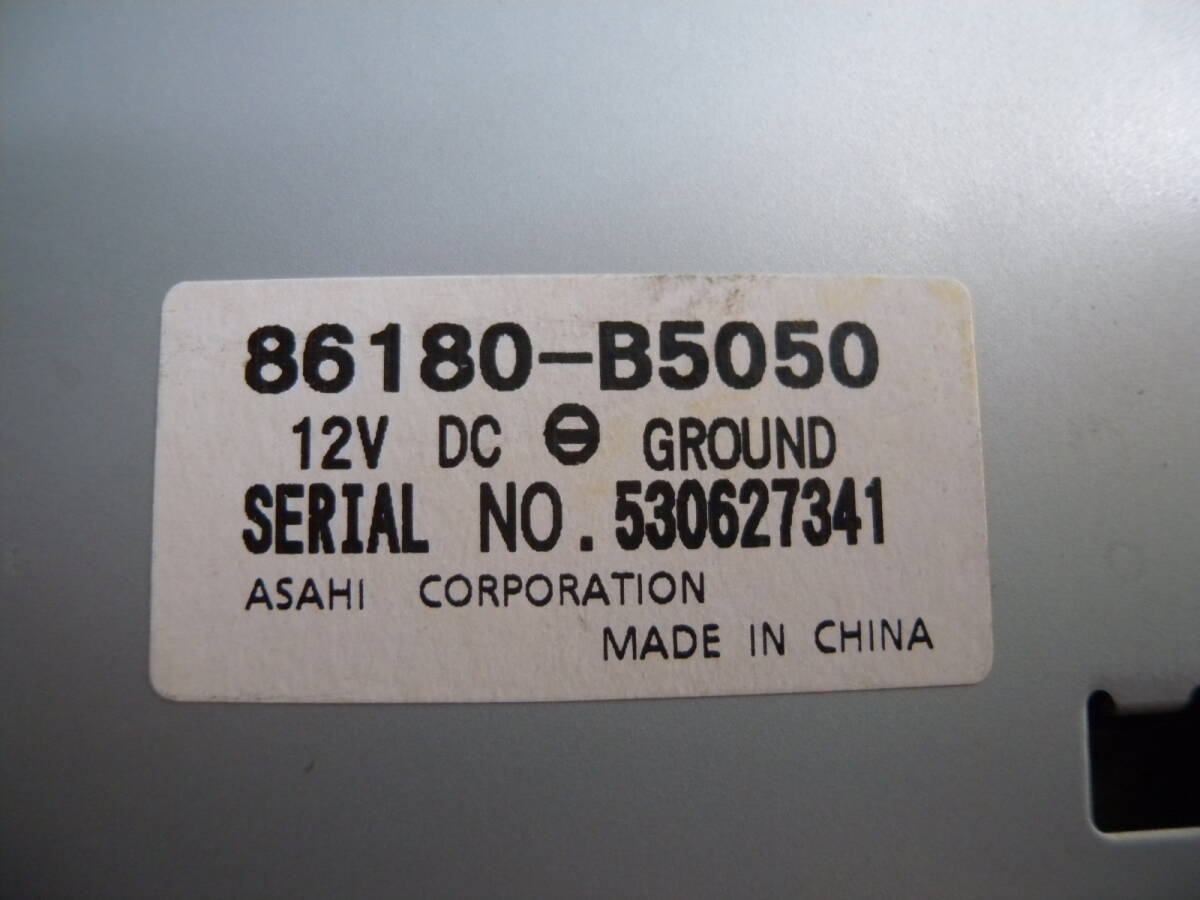 86180-B5050
12V DC ⊖ GROUND
SERIAL NO. 530627341
ASAHI CORPORATION
MADE IN CHINA